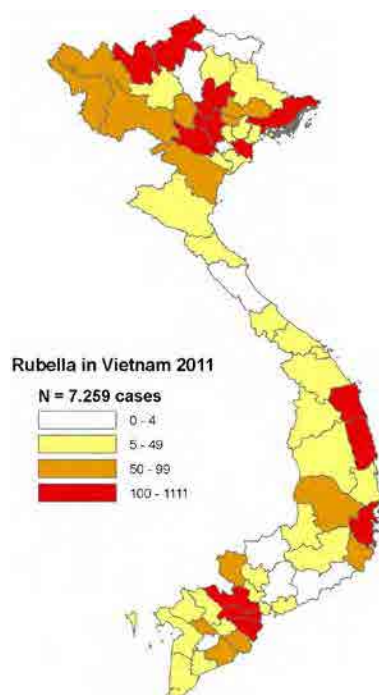 Rubella in Vietnam 2011
N = 7.259 cases
0 - 4
5 - 49
50 - 99
100 - 1111